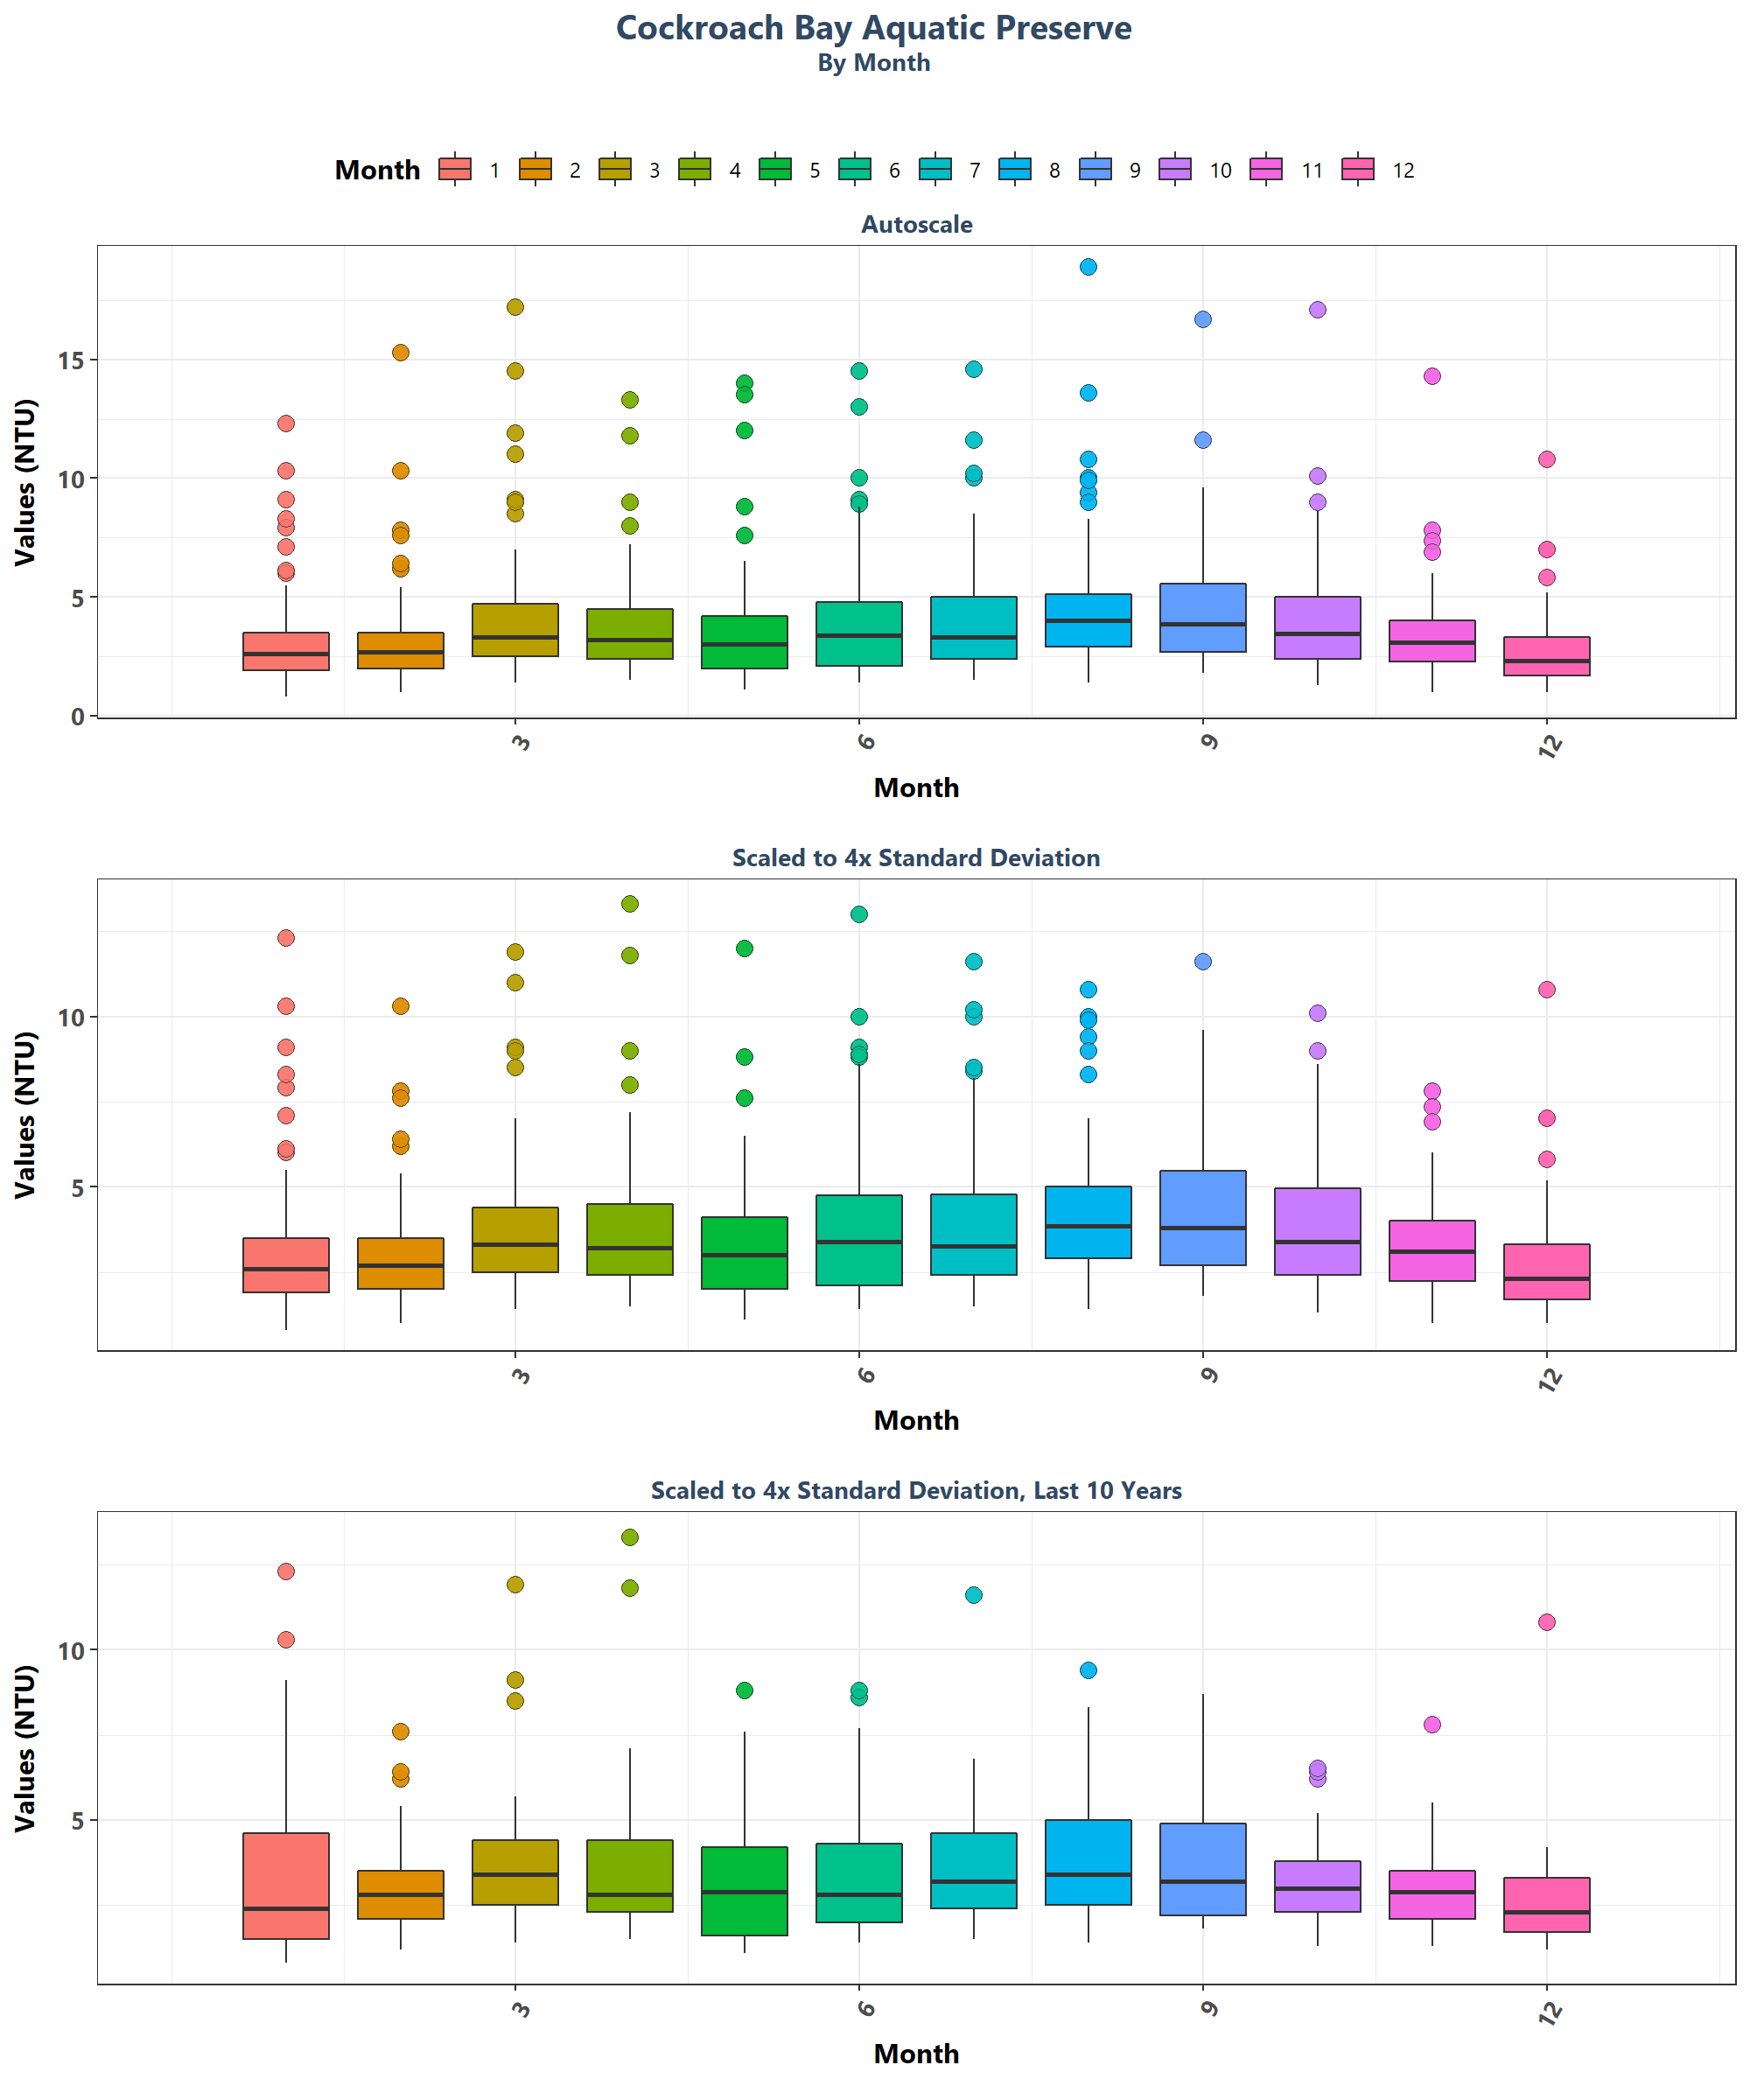 Cockroach Bay Aquatic Preserve
By Month
Month 1 2 3 4 5 6 7 8 9 10 11 12
Autoscale
Values (NTU)
15
10
5
0
3 6 9 12
Month
Scaled to 4x Standard Deviation
Values (NTU)
10
5
3 6 9 12
Month
Scaled to 4x Standard Deviation, Last 10 Years
Values (NTU)
10
5
3 6 9 12
Month